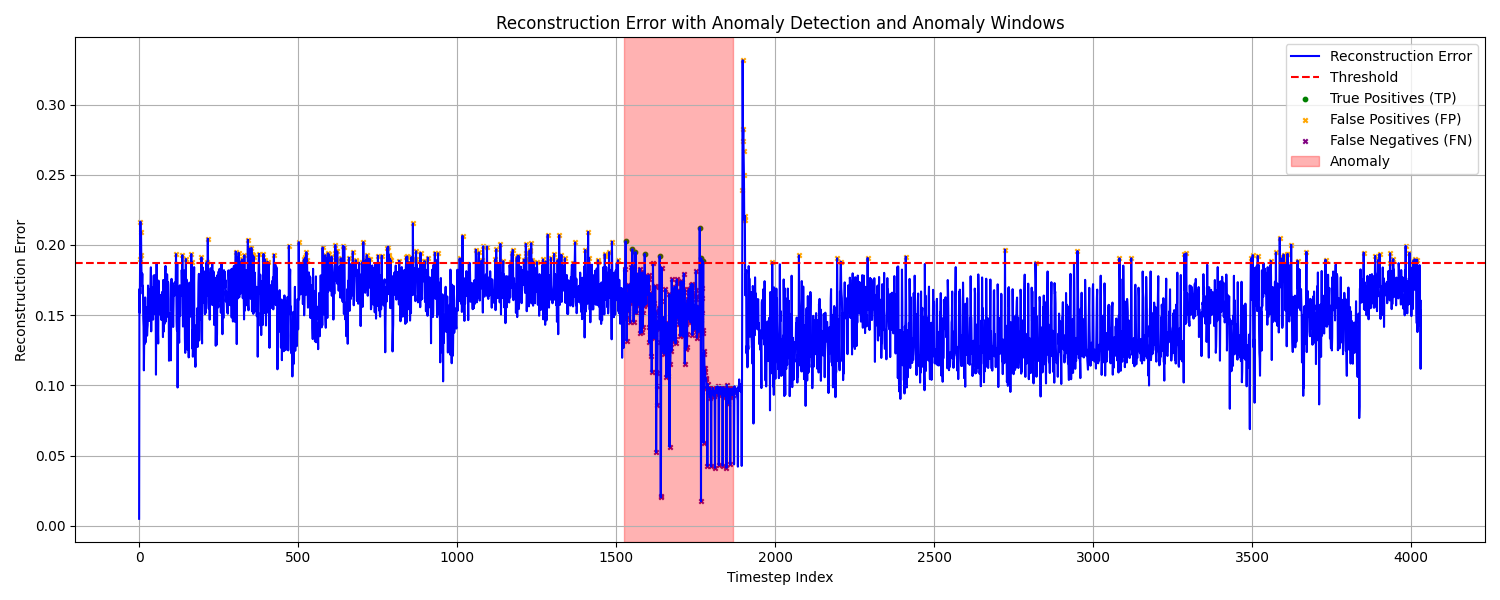 Reconstruction Error with Anomaly Detection and Anomaly Windows
Reconstruction Error
Threshold
True Positives (TP)
False Positives (FP)
False Negatives (FN)
Anomaly
Reconstruction Error
0.30
0.25
0.20
0.15
0.10
0.05
0.00
0 500 1000 1500 2000 2500 3000 3500 4000
Timestep Index